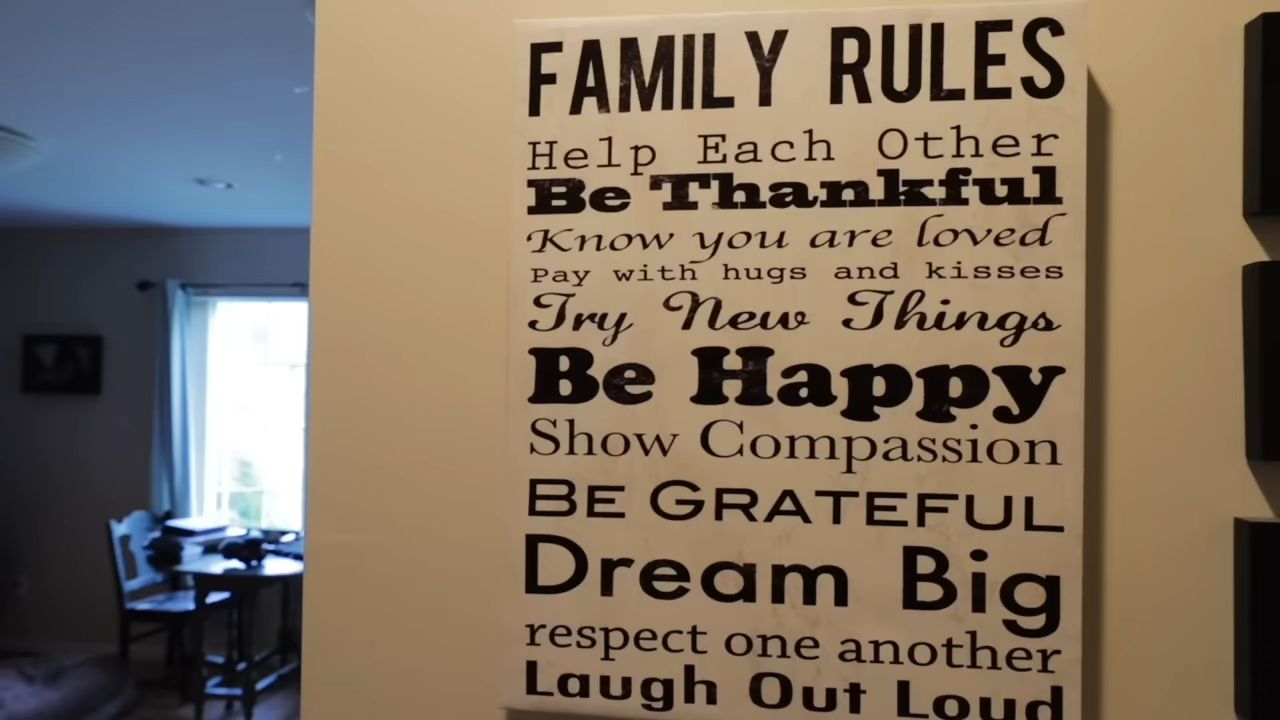 FAMILY RULES
Help Each Other
Be Thankful
Know you are loved
Pay with hugs and kisses
Try New Things
Be Happy
Show Compassion
BE GRATEFUL
Dream Big
respect one another
Laugh Out Loud